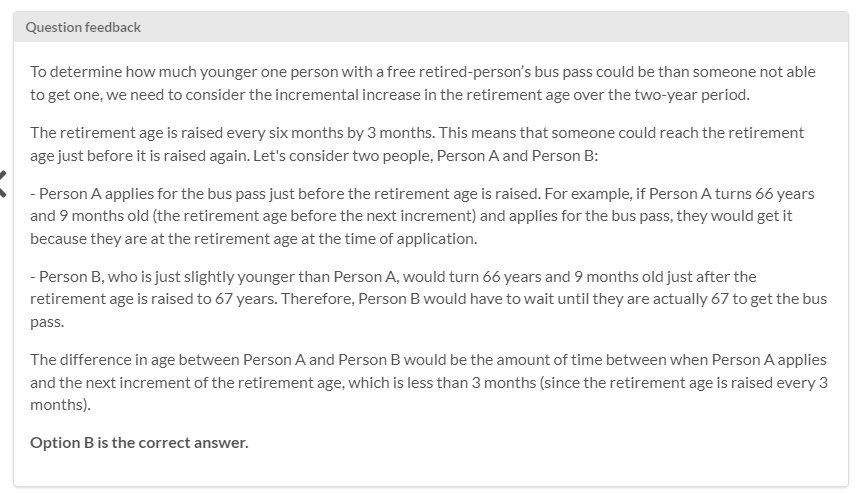 Question feedback
To determine how much younger one person with a free retired-person’s bus pass could be than someone not able
to get one, we need to consider the incremental increase in the retirement age over the two-year period.
The retirement age is raised every six months by 3 months. This means that someone could reach the retirement
age just before it is raised again. Let's consider two people, Person A and Person B:
- Person A applies for the bus pass just before the retirement age is raised. For example, if Person A turns 66 years
and 9 months old (the retirement age before the next increment) and applies for the bus pass, they would get it
because they are at the retirement age at the time of application.
- Person B, who is just slightly younger than Person A, would turn 66 years and 9 months old just after the
retirement age is raised to 67 years. Therefore, Person B would have to wait until they are actually 67 to get the bus
pass.
The difference in age between Person A and Person B would be the amount of time between when Person A applies
and the next increment of the retirement age, which is less than 3 months (since the retirement age is raised every 3
months).
Option B is the correct answer.